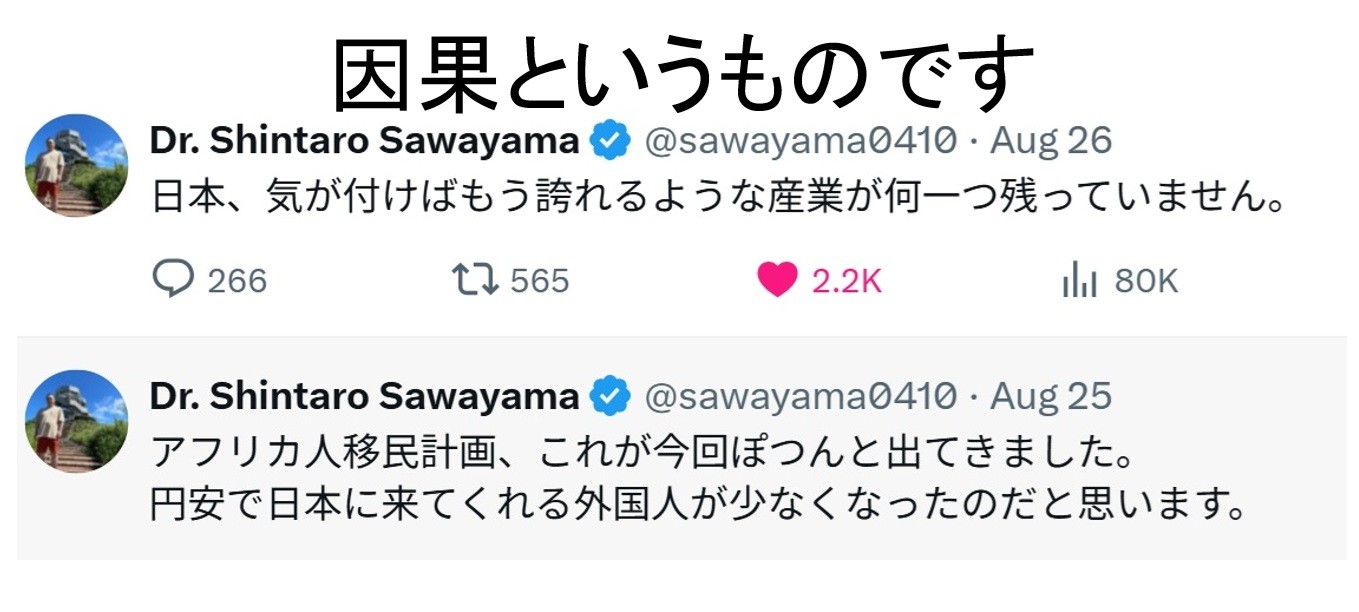 因果というものです
Dr. Shintaro Sawayama @sawayama0410 · Aug 26
日本、気が付けばもう誇れるような産業が何一つ残っていません。
266 565 2.2K 80K
Dr. Shintaro Sawayama @sawayama0410 · Aug 25
アフリカ人移民計画、これが今回ぽつんと出てきました。
円安で日本に来てくれる外国人が少なくなったのだと思います。